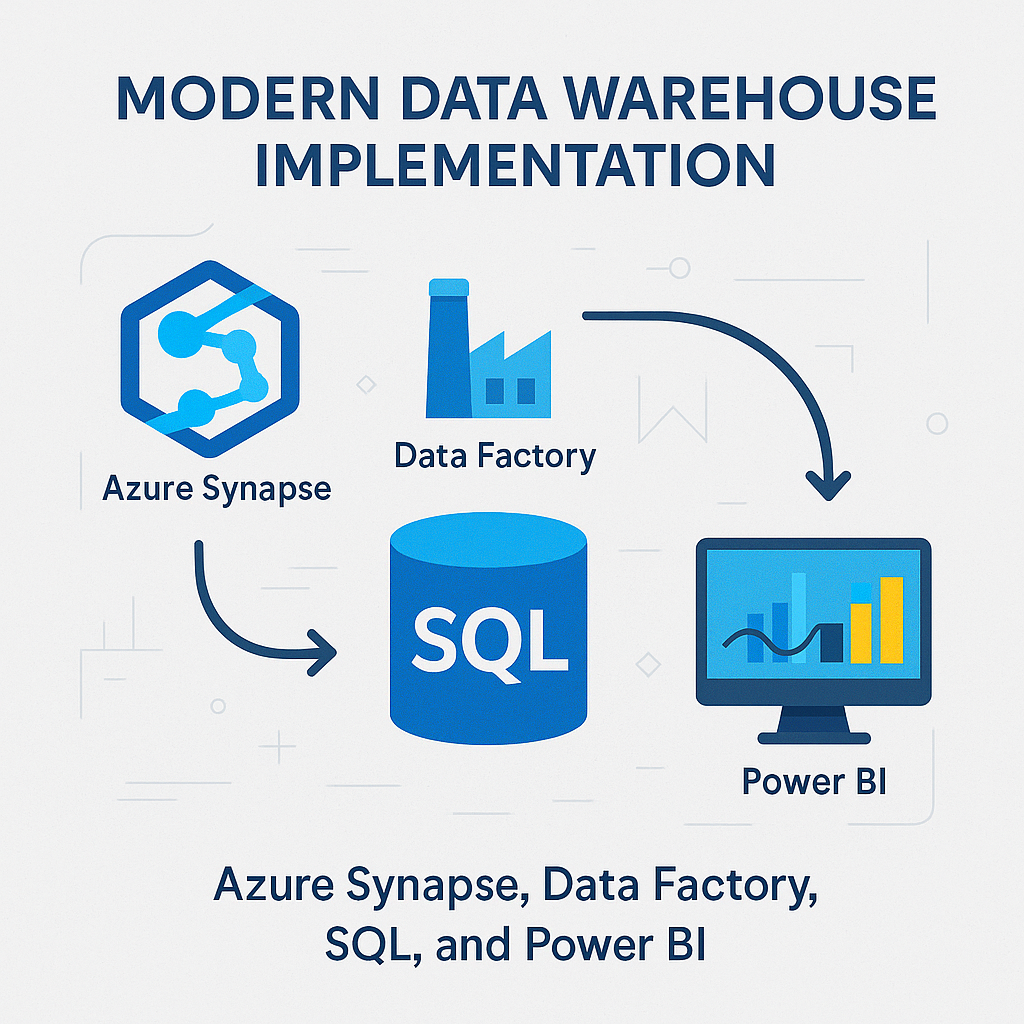 MODERN DATA WAREHOUSE
IMPLEMENTATION
Azure Synapse
Data Factory
SQL
Power BI
Azure Synapse, Data Factory,
SQL, and Power BI